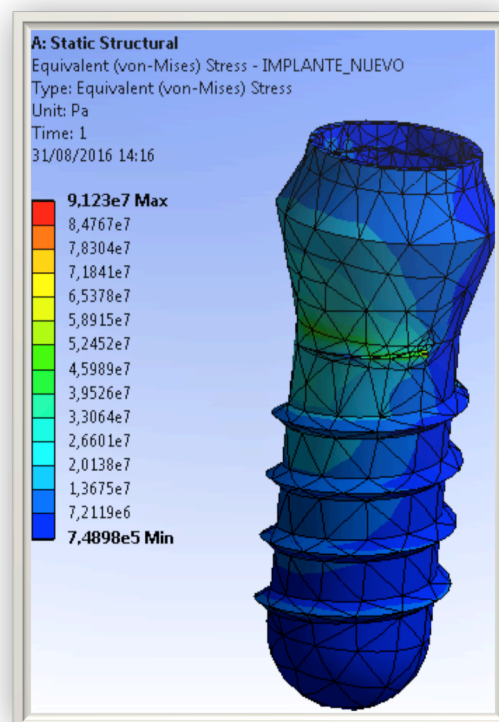 A: Static Structural
Equivalent (von-Mises) Stress - IMPLANTE_NUEVO
Type: Equivalent (von-Mises) Stress
Unit: Pa
Time: 1
31/08/2016 14:16
9,123e7 Max
8,4767e7
7,8304e7
7,1841e7
6,5378e7
5,8915e7
5,2452e7
4,5989e7
3,9526e7
3,3064e7
2,6601e7
2,0138e7
1,3675e7
7,2119e6
7,4898e5 Min